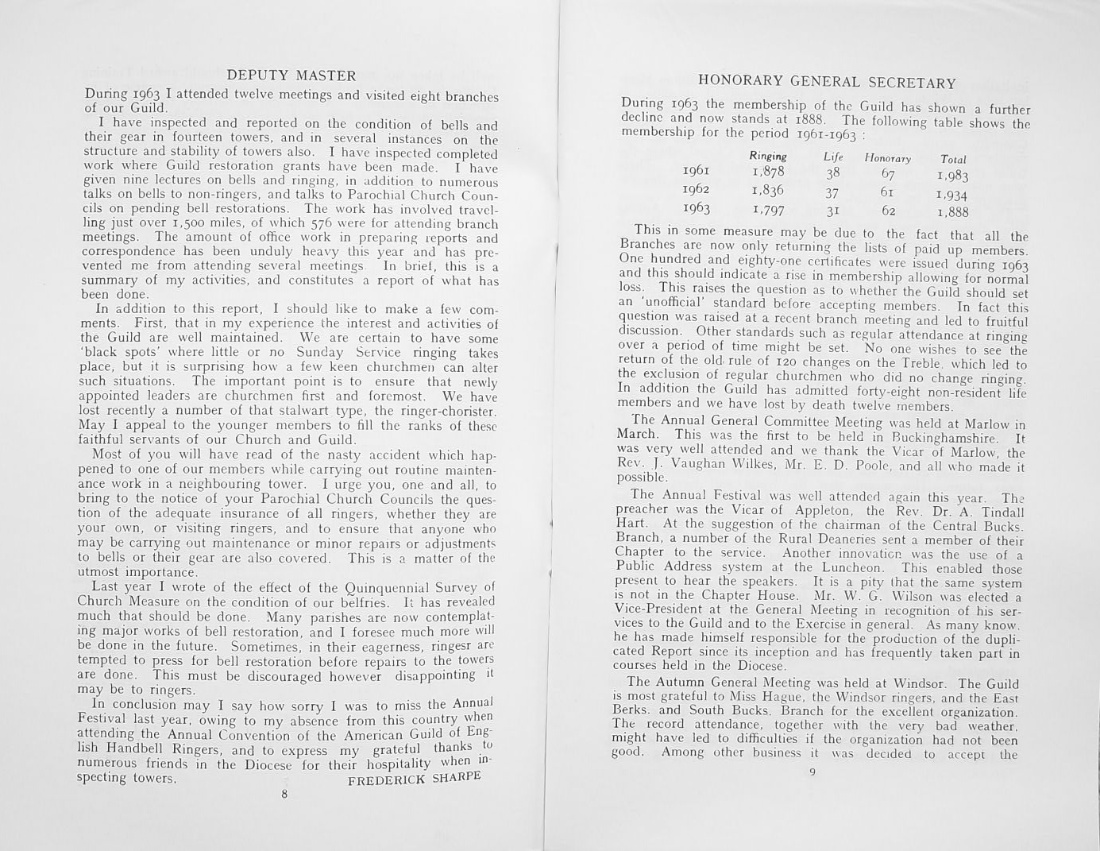 DEPUTY MASTER
During 1963 I attended twelve meetings and visited eight branches
of our Guild.
I have inspected and reported on the condition of bells and
their gear in fourteen towers, and in several instances on the
structure and stability of towers also. I have inspected completed
work where Guild restoration grants have been made. I have
given nine lectures on bells and ringing, in addition to numerous
talks on bells to non-ringers, and talks to Parochial Church Coun-
cils on pending bell restorations. The work has involved travel-
ling just over 1,500 miles, of which 576 were for attending branch
meetings. The amount of office work in preparing reports and
correspondence has been unduly heavy this year and has pre-
vented me from attending several meetings In brief, this is a
summary of my activities, and constitutes a report of what has
been done.
In addition to this report, I should like to make a few com-
ments. First, that in my experience the interest and activities of
the Guild are well maintained. We are certain to have some
'black spots' where little or no Sunday Service ringing takes
place, but it is surprising how a few keen churchmen can alter
such situations. The important point is to ensure that newly
appointed leaders are churchmen first and foremost. We have
lost recently a number of that stalwart type, the ringer-chorister.
May I appeal to the younger members to fill the ranks of these
faithful servants of our Church and Guild.
Most of you will have read of the nasty accident which hap-
pened to one of our members while carrying out routine mainten-
ance work in a neighbouring tower. I urge you, one and all, to
bring to the notice of your Parochial Church Councils the ques-
tion of the adequate insurance of all ringers, whether they are
your own, or visiting ringers, and to ensure that anyone who
may be carrying out maintenance or minor repairs or adjustments
to bells or their gear are also covered. This is a matter of the
utmost importance.
Last year I wrote of the effect of the Quinquennial Survey of
Church Measure on the condition of our belfries. It has revealed
much that should be done. Many parishes are now contemplat-
ing major works of bell restoration, and I foresee much more will
be done in the future. Sometimes, in their eagerness, ringesr are
tempted to press for bell restoration before repairs to the towers
are done. This must be discouraged however disappointing it
may be to ringers.
In conclusion may I say how sorry I was to miss the Annual
Festival last year, owing to my absence from this country when
attending the Annual Convention of the American Guild of Eng-
lish Handbell Ringers, and to express my grateful thanks to
numerous friends in the Diocese for their hospitality when in-
specting towers. FREDERICK SHARPE
8
HONORARY GENERAL SECRETARY
During 1963 the membership of the Guild has shown a further
decline and now stands at 1888. The following table shows the
membership for the period 1961-1963 :
Ringing Life Honorary Total
1961 1,878 38 67 1,983
1962 1,836 37 61 1,934
1963 1,797 31 62 1,888
This in some measure may be due to the fact that all the
Branches are now only returning the lists of paid up members.
One hundred and eighty-one certificates were issued during 1963
and this should indicate a rise in membership allowing for normal
loss. This raises the question as to whether the Guild should set
an 'unofficial' standard before accepting members. In fact this
question was raised at a recent branch meeting and led to fruitful
discussion. Other standards such as regular attendance at ringing
over a period of time might be set. No one wishes to see the
return of the old rule of 120 changes on the Treble, which led to
the exclusion of regular churchmen who did no change ringing.
In addition the Guild has admitted forty-eight non-resident life
members and we have lost by death twelve members.
The Annual General Committee Meeting was held at Marlow in
March. This was the first to be held in Buckinghamshire. It
was very well attended and we thank the Vicar of Marlow, the
Rev. J. Vaughan Wilkes, Mr. E. D. Poole, and all who made it
possible.
The Annual Festival was well attended again this year. The
preacher was the Vicar of Appleton, the Rev. Dr. A. Tindall
Hart. At the suggestion of the chairman of the Central Bucks.
Branch, a number of the Rural Deaneries sent a member of their
Chapter to the service. Another innovation was the use of a
Public Address system at the Luncheon. This enabled those
present to hear the speakers. It is a pity that the same system
is not in the Chapter House. Mr. W. G. Wilson was elected a
Vice-President at the General Meeting in recognition of his ser-
vices to the Guild and to the Exercise in general. As many know,
he has made himself responsible for the production of the dupli-
cated Report since its inception and has frequently taken part in
courses held in the Diocese.
The Autumn General Meeting was held at Windsor. The Guild
is most grateful to Miss Hague, the Windsor ringers, and the East
Berks. and South Bucks. Branch for the excellent organization.
The record attendance, together with the very bad weather,
might have led to difficulties if the organization had not been
good. Among other business it was decided to accept the
9